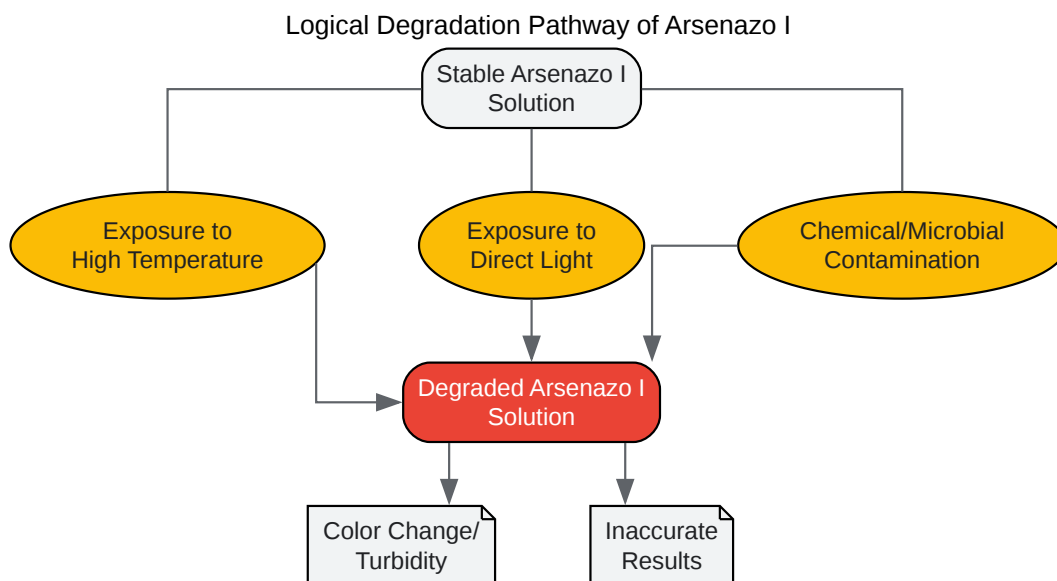 Logical Degradation Pathway of Arsenazo I
Stable Arsenazo I
Solution
Exposure to
High Temperature
Exposure to
Direct Light
Chemical/Microbial
Contamination
Degraded Arsenazo I
Solution
Color Change/
Turbidity
Inaccurate
Results